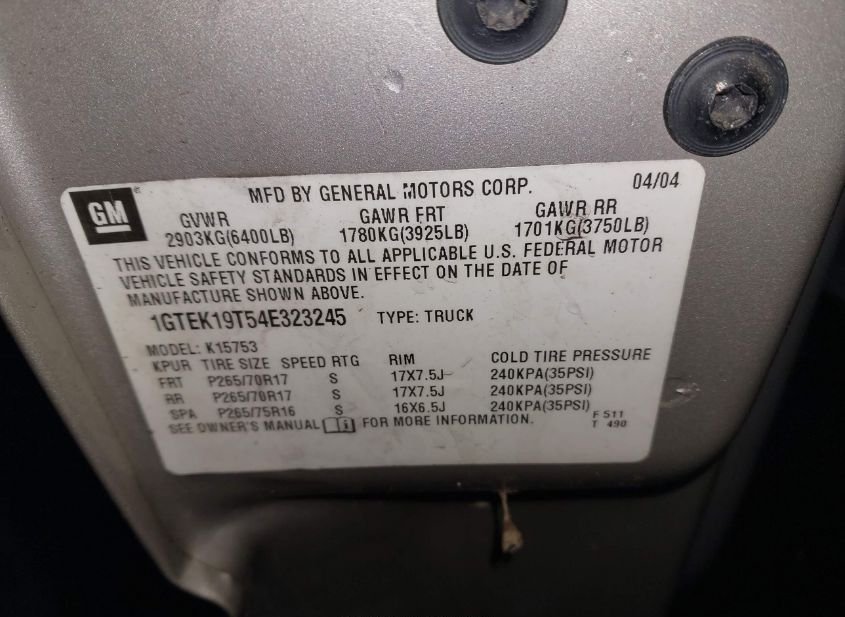 GM MFD BY GENERAL MOTORS CORP. 04/04
GVWR GAWR FRT GAWR RR
2903KG(6400LB) 1780KG(3925LB) 1701KG(3750LB)
THIS VEHICLE CONFORMS TO ALL APPLICABLE U.S. FEDERAL MOTOR
VEHICLE SAFETY STANDARDS IN EFFECT ON THE DATE OF
MANUFACTURE SHOWN ABOVE.
1GTEK19T54E323245 TYPE: TRUCK
MODEL: K15753
KPUR TIRE SIZE SPEED RTG RIM COLD TIRE PRESSURE
FRT P265/70R17 S 17X7.5J 240KPA(35PSI)
RR P265/70R17 S 17X7.5J 240KPA(35PSI)
SPA P265/75R16 S 16X6.5J 240KPA(35PSI)
SEE OWNER'S MANUAL FOR MORE INFORMATION. F 511
T 490